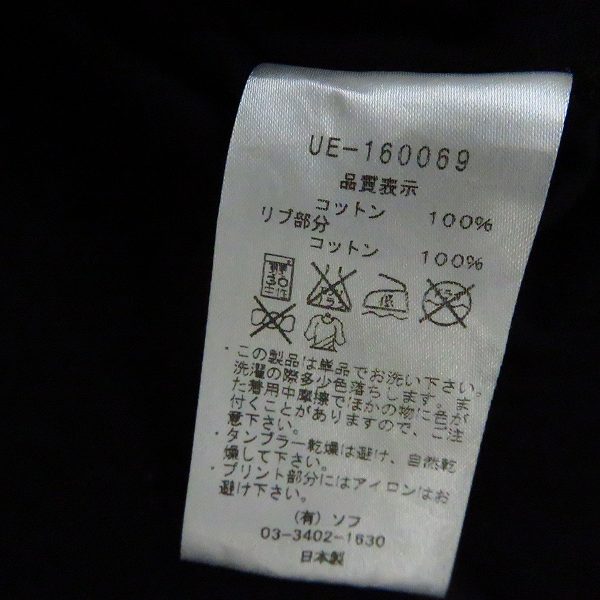 UE-160069
品質表示
コットン 100%
リブ部分
コットン 100%
低
・この製品は単品でお洗い下さい。
洗濯の際多少色落ちします。ま
た着用中摩擦でほかの物に色が
付くことがありますので、ご注
意下さい。
・タンブラー乾燥は避け、自然乾
燥して下さい。
・プリント部分にはアイロンはお
避け下さい。
(有) ソフ
03-3402-1630
日本製